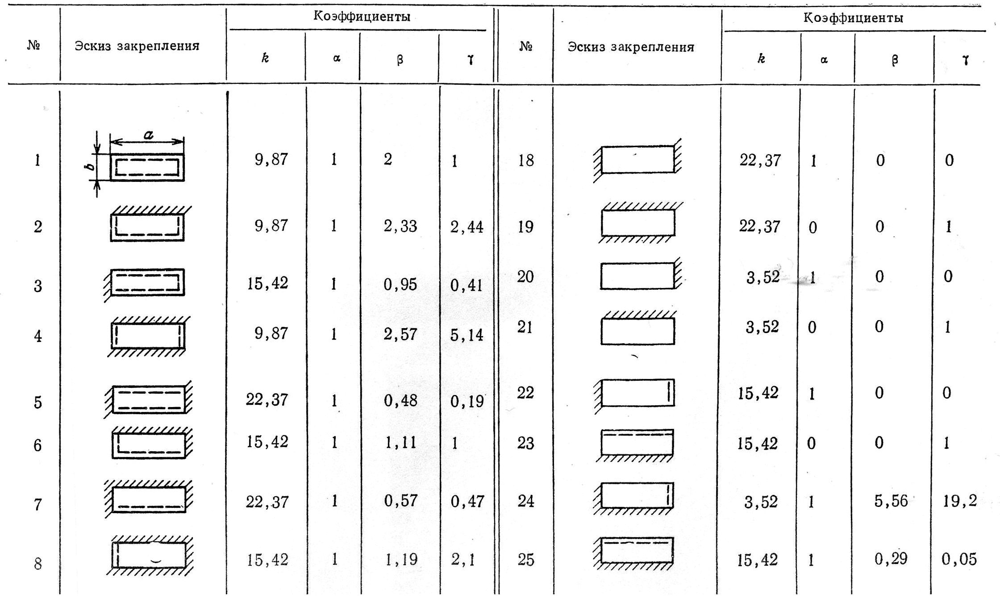 Коэффициенты Коэффициенты
№ Эскиз закрепления k α β γ № Эскиз закрепления k α β γ
a
b
1 9,87 1 2 1 18 22,37 1 0 0
2 9,87 1 2,33 2,44 19 22,37 0 0 1
3 15,42 1 0,95 0,41 20 3,52 1 0 0
4 9,87 1 2,57 5,14 21 3,52 0 0 1
5 22,37 1 0,48 0,19 22 15,42 1 0 0
6 15,42 1 1,11 1 23 15,42 0 0 1
7 22,37 1 0,57 0,47 24 3,52 1 5,56 19,2
8 15,42 1 1,19 2,1 25 15,42 1 0,29 0,05